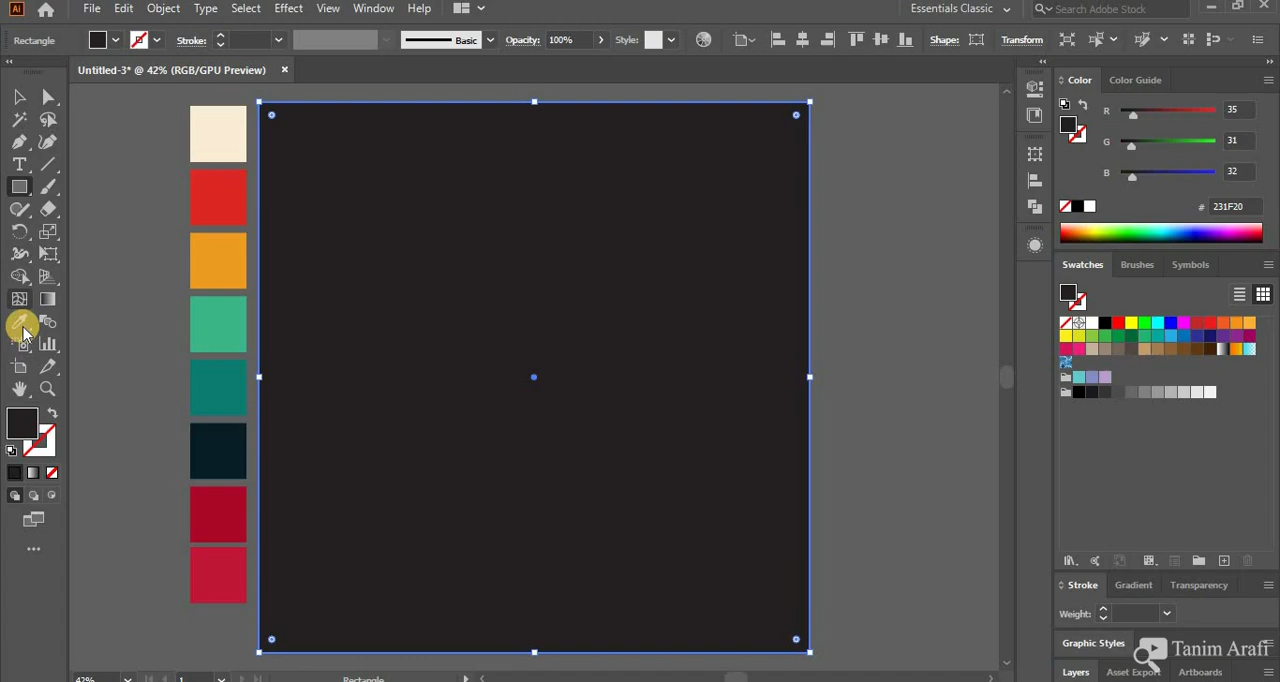 Ai File Edit Object Type Select Effect View Window Help Essentials Classic Search Adobe Stock
Rectangle Stroke: Basic Opacity: 100% Style: Shape: Transform
Untitled-3* @ 42% (RGB/GPU Preview)
Color Color Guide
R 35
G 31
B 32
# 231F20
Swatches Brushes Symbols
T
Stroke Gradient Transparency
Weight:
Graphic Styles
Tanim Arafi
Layers Asset Export Artboards
42% 1 Rectangle